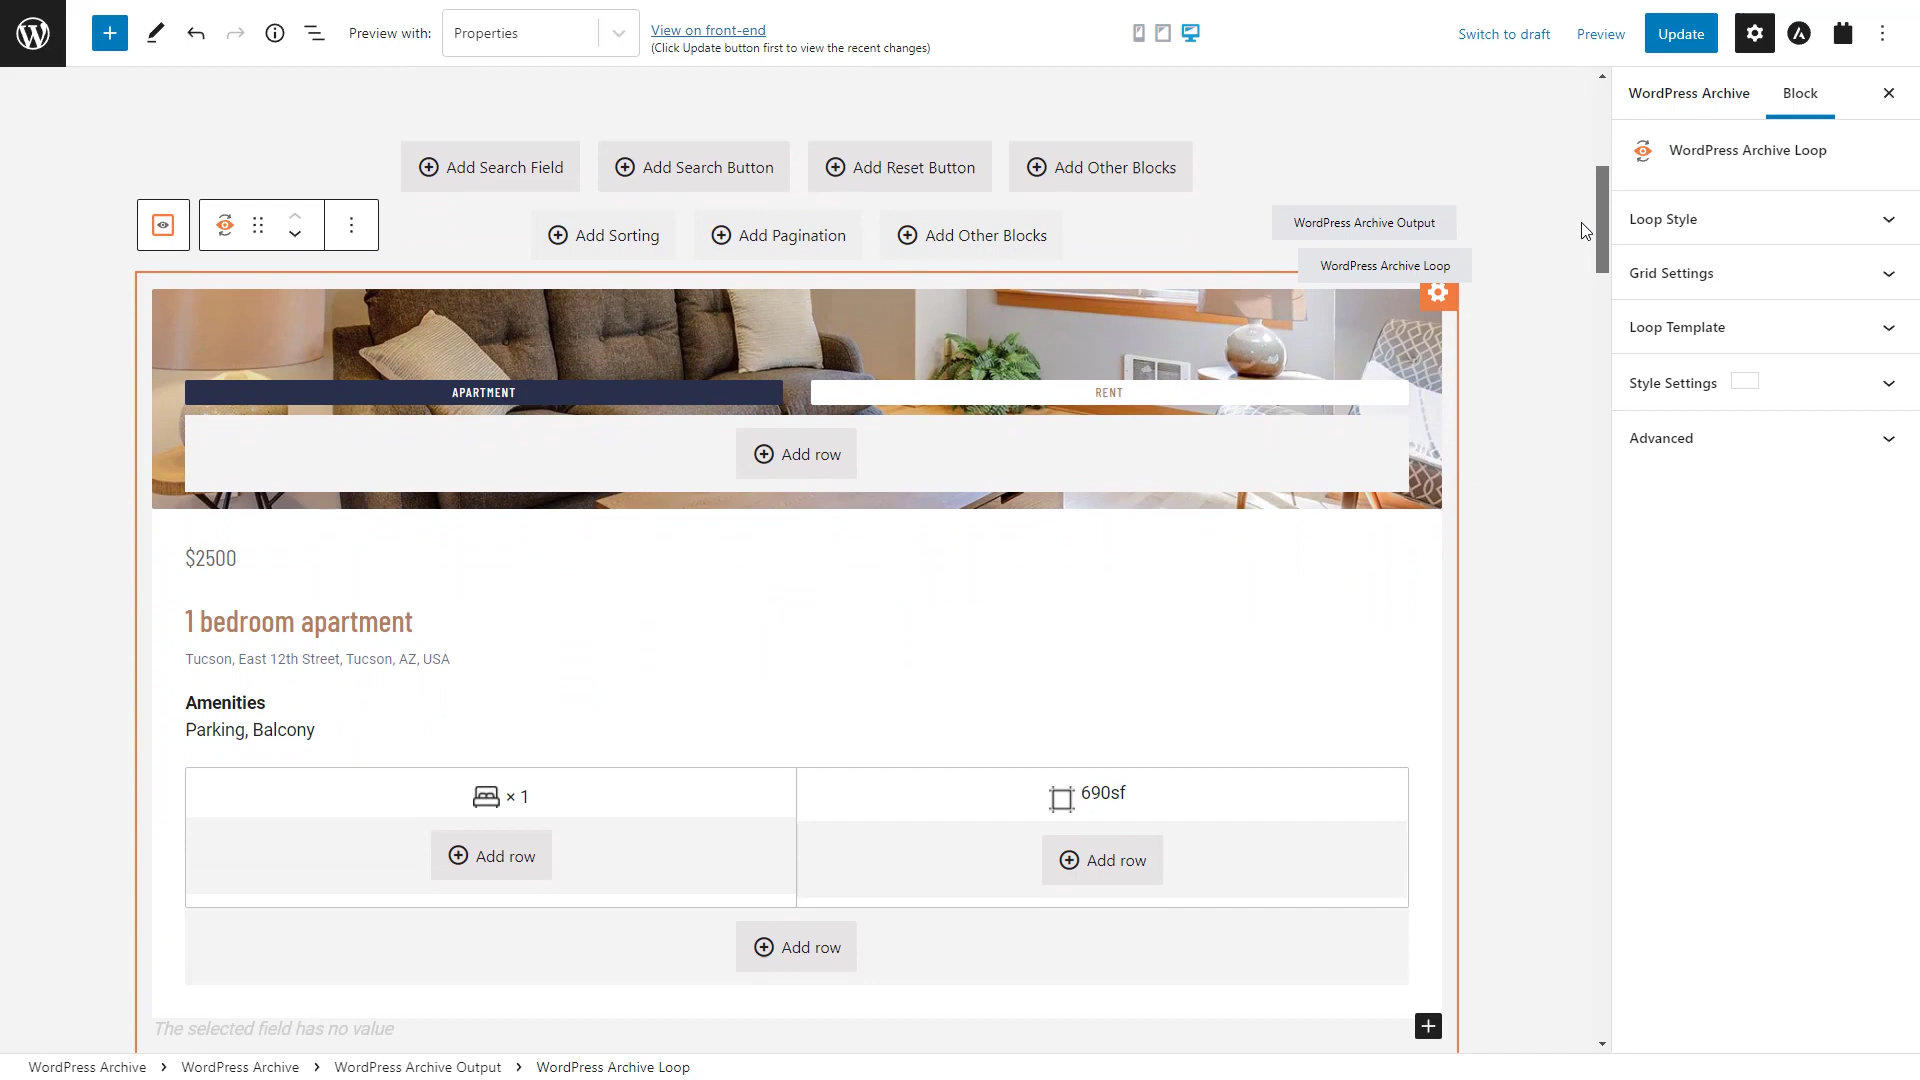 Preview with:
Properties
View on front-end
(Click Update button first to view the recent changes)
Switch to draft
Preview
Update
WordPress Archive
Block
WordPress Archive Loop
Loop Style
Grid Settings
Loop Template
Style Settings
Advanced
Add Search Field
Add Search Button
Add Reset Button
Add Other Blocks
Add Sorting
Add Pagination
Add Other Blocks
WordPress Archive Output
WordPress Archive Loop
APARTMENT
RENT
Add row
$2500
1 bedroom apartment
Tucson, East 12th Street, Tucson, AZ, USA
Amenities
Parking, Balcony
× 1
690sf
Add row
Add row
Add row
The selected field has no value
WordPress Archive > WordPress Archive > WordPress Archive Output > WordPress Archive Loop